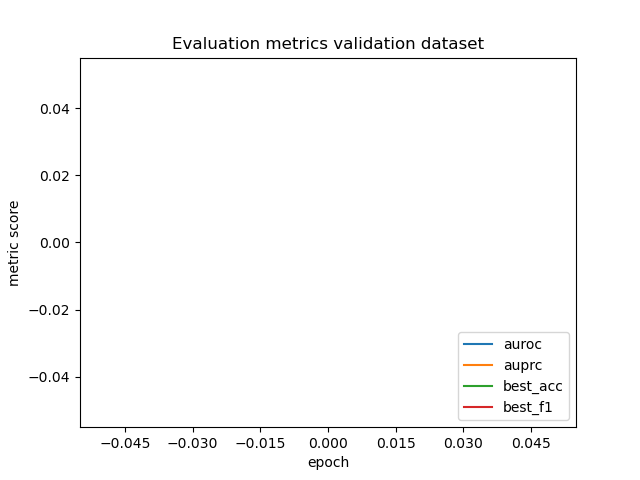 Evaluation metrics validation dataset
metric score
0.04
0.02
0.00
−0.02
−0.04
auroc
auprc
best_acc
best_f1
−0.045 −0.030 −0.015 0.000 0.015 0.030 0.045
epoch